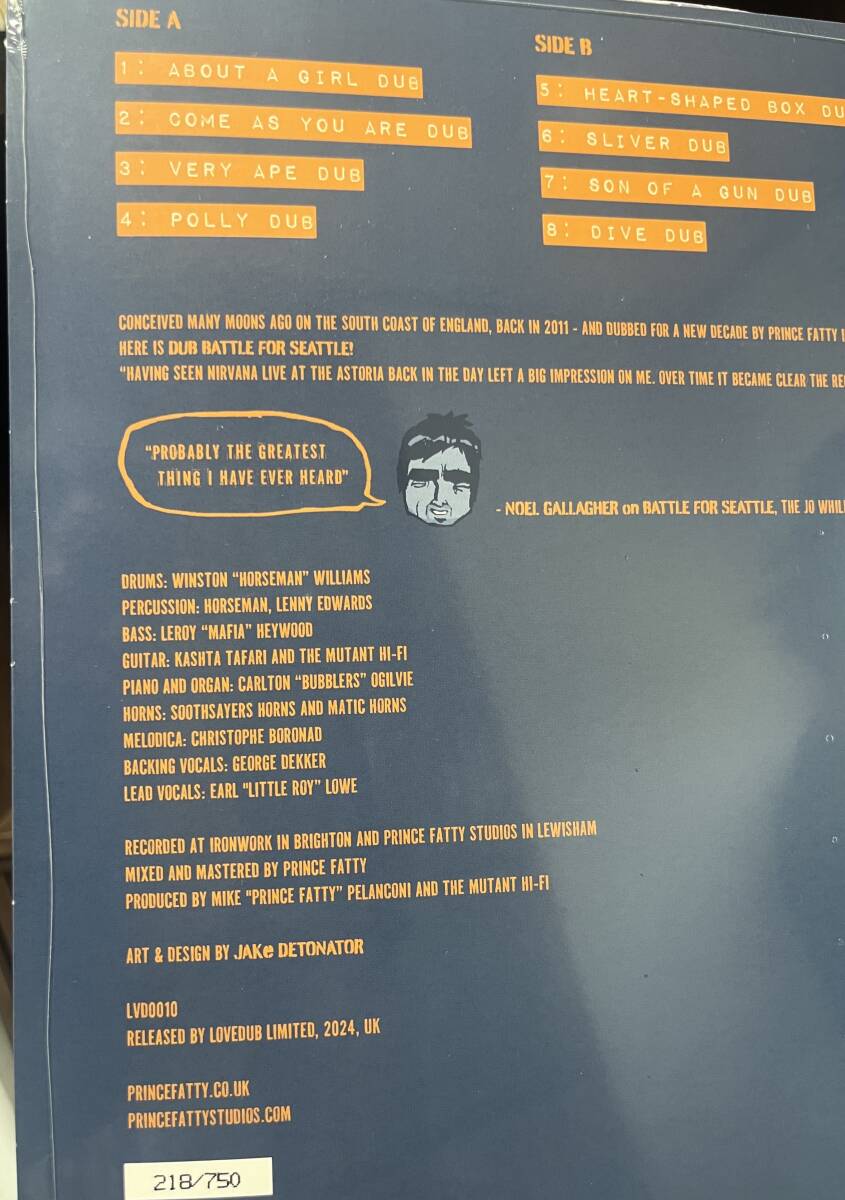 SIDE A
1: ABOUT A GIRL DUB
2: COME AS YOU ARE DUB
3: VERY APE DUB
4: POLLY DUB
SIDE B
5: HEART-SHAPED BOX DU
6: SLIVER DUB
7: SON OF A GUN DUB
8: DIVE DUB
CONCEIVED MANY MOONS AGO ON THE SOUTH COAST OF ENGLAND, BACK IN 2011 - AND DUBBED FOR A NEW DECADE BY PRINCE FATTY
HERE IS DUB BATTLE FOR SEATTLE!
"HAVING SEEN NIRVANA LIVE AT THE ASTORIA BACK IN THE DAY LEFT A BIG IMPRESSION ON ME. OVER TIME IT BECAME CLEAR THE
"PROBABLY THE GREATEST
THING I HAVE EVER HEARD"
- NOEL GALLAGHER on BATTLE FOR SEATTLE, THE JO WHIL
DRUMS: WINSTON "HORSEMAN" WILLIAMS
PERCUSSION: HORSEMAN, LENNY EDWARDS
BASS: LEROY "MAFIA" HEYWOOD
GUITAR: KASHTA TAFARI AND THE MUTANT HI-FI
PIANO AND ORGAN: CARLTON "BUBBLERS" OGILVIE
HORNS: SOOTHSAYERS HORNS AND MATIC HORNS
MELODICA: CHRISTOPHE BORONAD
BACKING VOCALS: GEORGE DEKKER
LEAD VOCALS: EARL "LITTLE ROY" LOWE
RECORDED AT IRONWORK IN BRIGHTON AND PRINCE FATTY STUDIOS IN LEWISHAM
MIXED AND MASTERED BY PRINCE FATTY
PRODUCED BY MIKE "PRINCE FATTY" PELANCONI AND THE MUTANT HI-FI
ART & DESIGN BY JAKe DETONATOR
LVD0010
RELEASED BY LOVEDUB LIMITED, 2024, UK
PRINCEFATTY.CO.UK
PRINCEFATTYSTUDIOS.COM
218/750